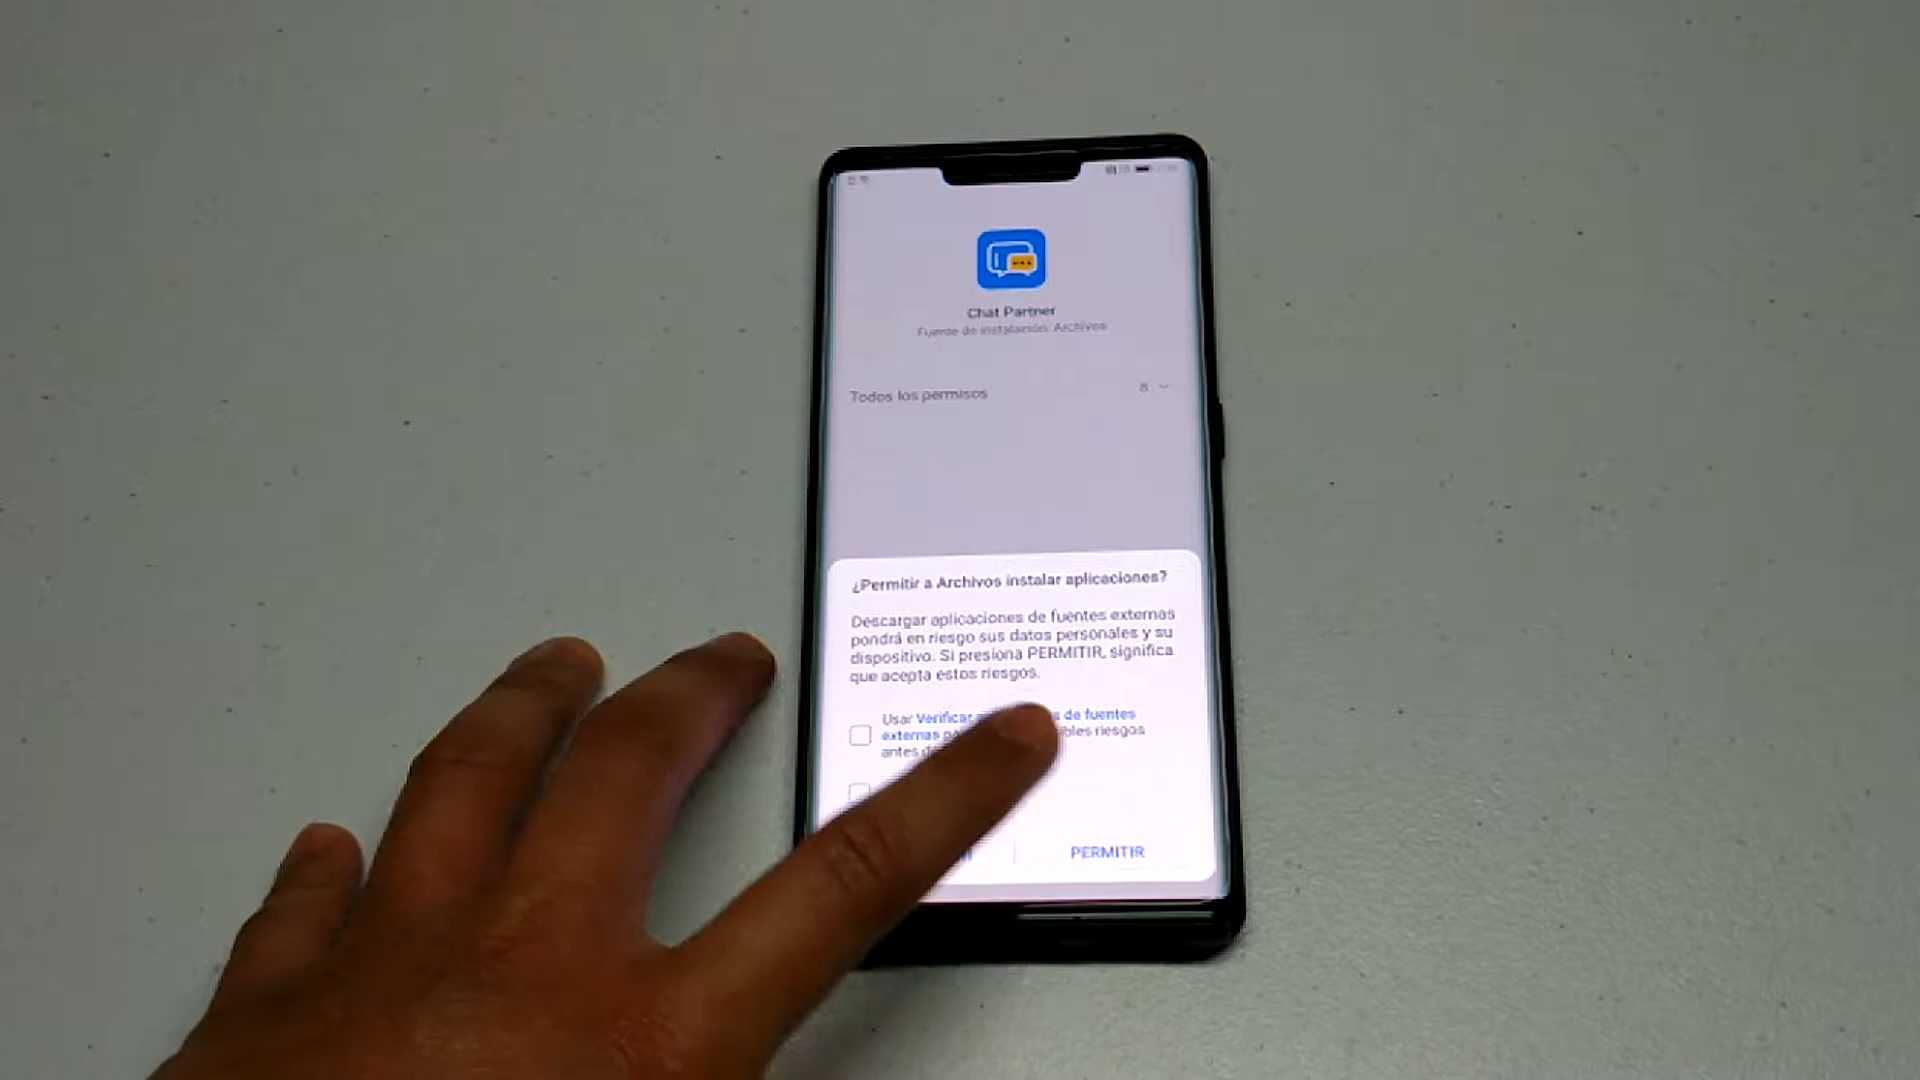 Chat Partner
Fuente de instalación: Archivos
Todos los permisos
8
¿Permitir a Archivos instalar aplicaciones?
Descargar aplicaciones de fuentes externas
pondrá en riesgo sus datos personales y su
dispositivo. Si presiona PERMITIR, significa
que acepta estos riesgos.
Usar Verificar de fuentes
externas riesgos
antes
PERMITIR